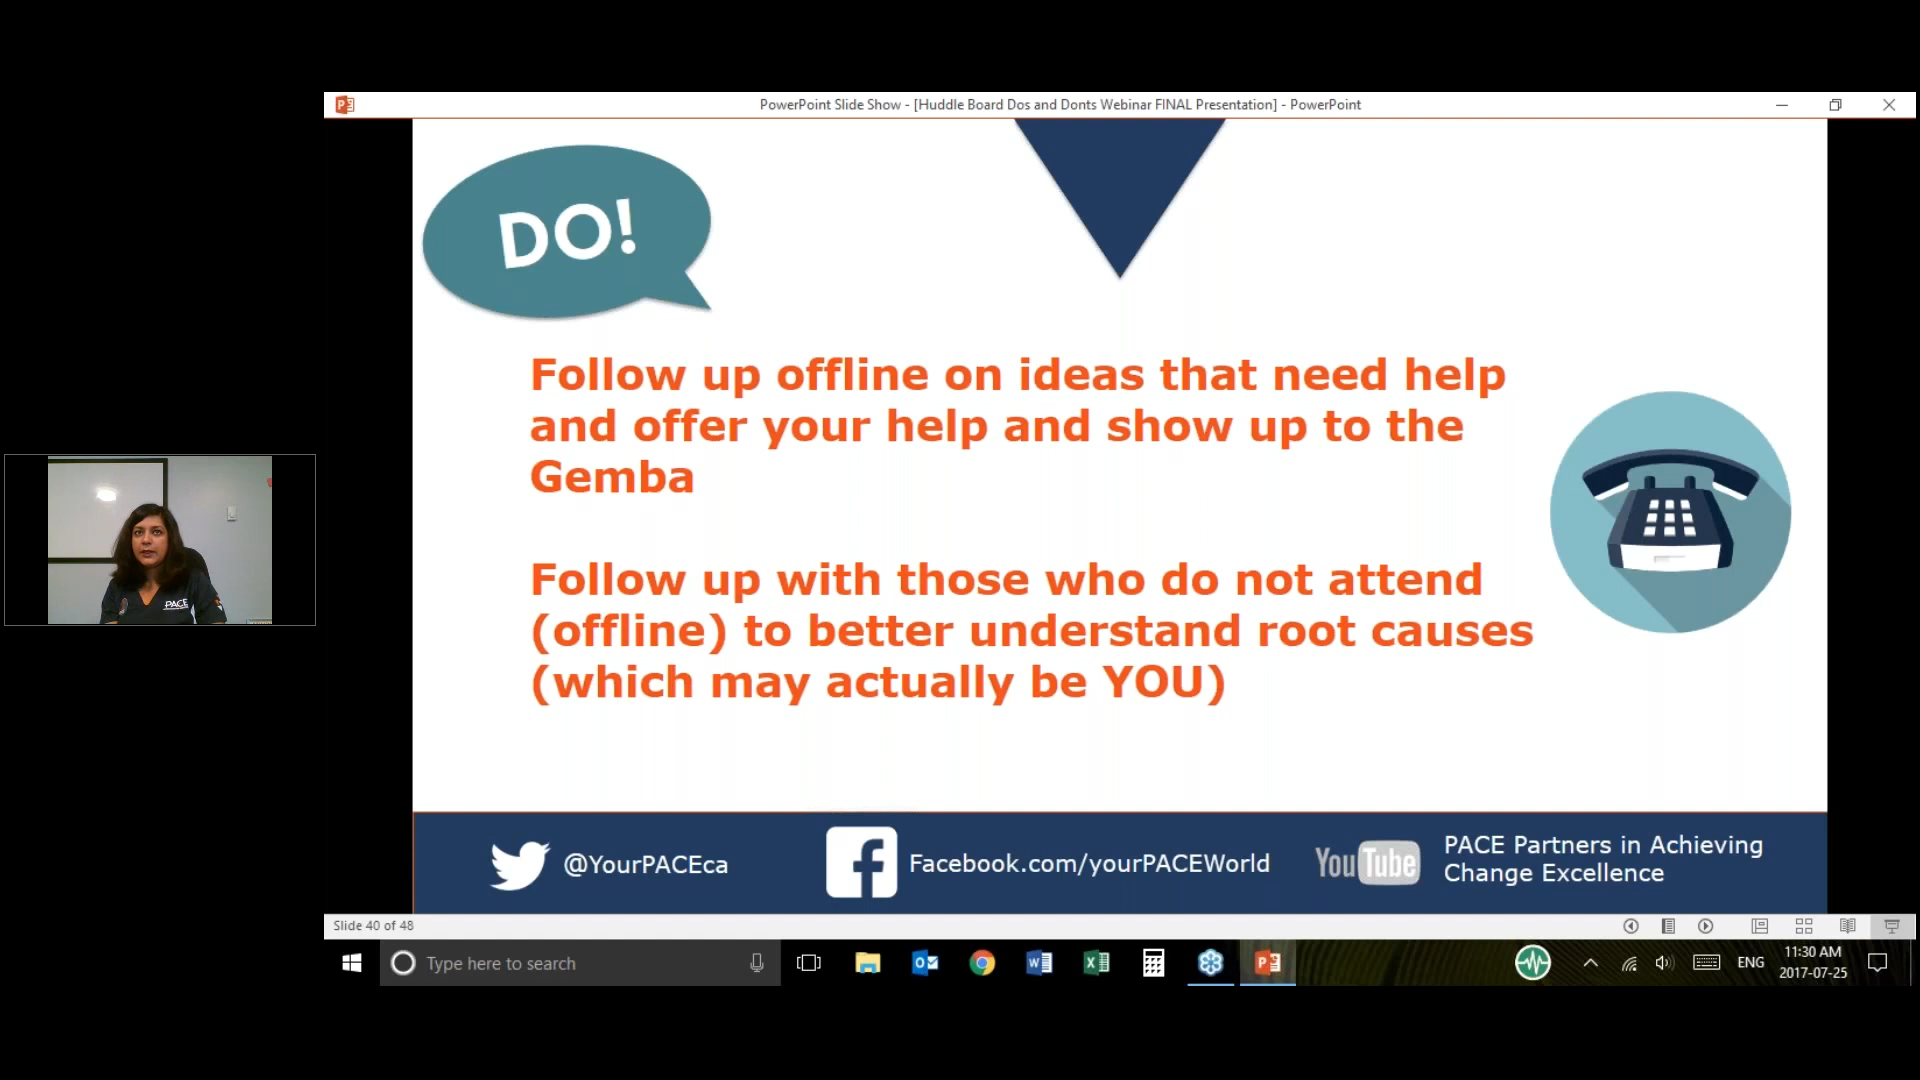 PowerPoint Slide Show - [Huddle Board Dos and Donts Webinar FINAL Presentation] - PowerPoint
DO!
Follow up offline on ideas that need help
and offer your help and show up to the
Gemba
Follow up with those who do not attend
(offline) to better understand root causes
(which may actually be YOU)
PACE
@YourPACEca
Facebook.com/yourPACEWorld
YouTube
PACE Partners in Achieving
Change Excellence
Slide 40 of 48
Type here to search
ENG
11:30 AM
2017-07-25